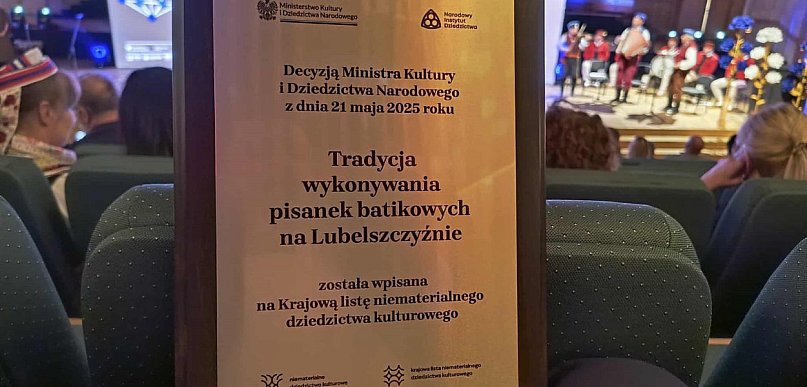 Ministerstwo Kultury
i Dziedzictwa Narodowego
Narodowy
Instytut
Dziedzictwa
Decyzją Ministra Kultury
i Dziedzictwa Narodowego
z dnia 21 maja 2025 roku
Tradycja
wykonywania
pisanek batikowych
na Lubelszczyźnie
została wpisana
na Krajową listę niematerialnego
dziedzictwa kulturowego
niematerialne
dziedzictwo kulturowe
krajowa lista niematerialnego
dziedzictwa kulturowego